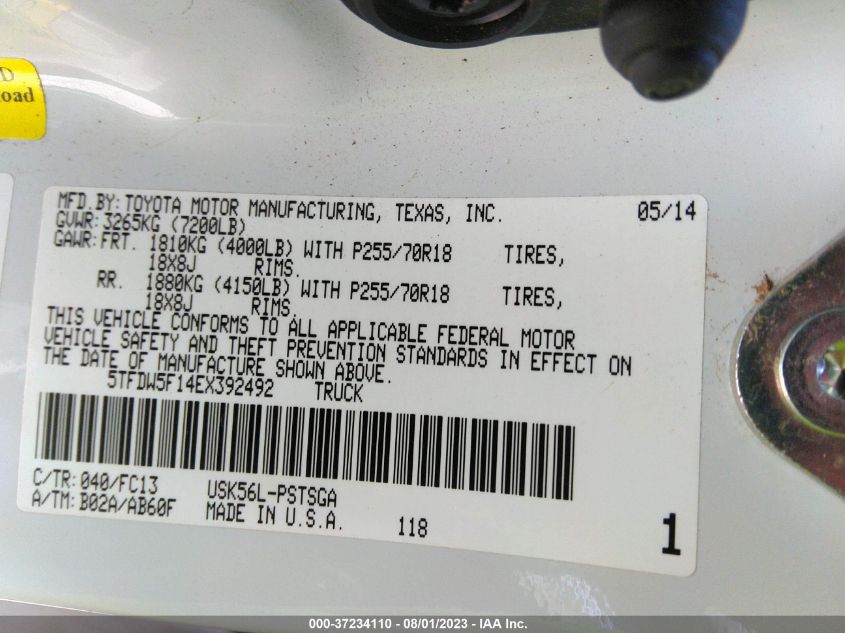 D
oad
MFD.BY: TOYOTA MOTOR MANUFACTURING, TEXAS, INC. 05/14
GVWR: 3265KG (7200LB)
GAWR: FRT. 1810KG (4000LB) WITH P255/70R18 TIRES,
18X8J RIMS.
RR. 1880KG (4150LB) WITH P255/70R18 TIRES,
18X8J RIMS.
THIS VEHICLE CONFORMS TO ALL APPLICABLE FEDERAL MOTOR
VEHICLE SAFETY AND THEFT PREVENTION STANDARDS IN EFFECT ON
THE DATE OF MANUFACTURE SHOWN ABOVE.
5TFDW5F14EX392492 TRUCK
C/TR: 040/FC13 USK56L-PSTSGA
A/TM: B02A/AB60F MADE IN U.S.A. 118 1
000-37234110 - 08/01/2023 - IAA Inc.